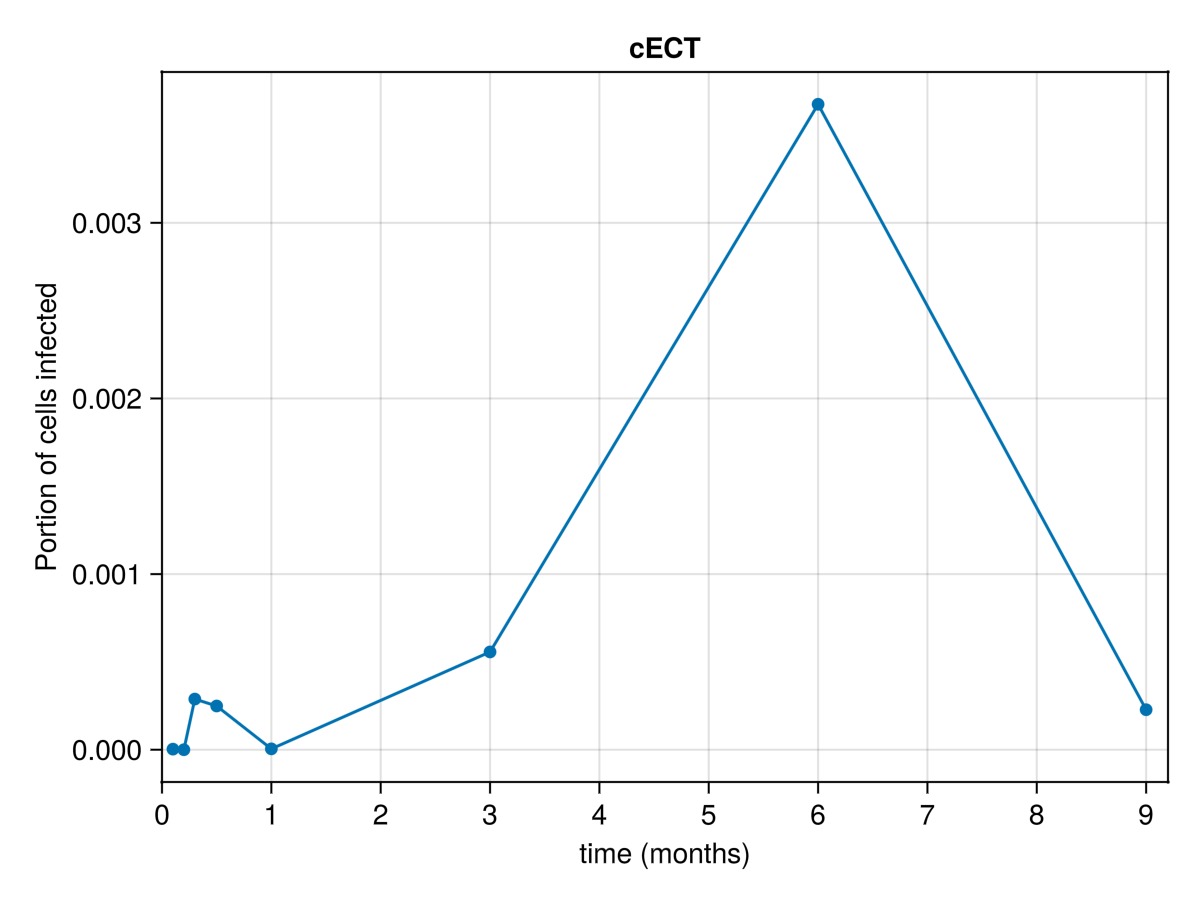 cECT
Portion of cells infected
0.003
0.002
0.001
0.000
0 1 2 3 4 5 6 7 8 9
time (months)